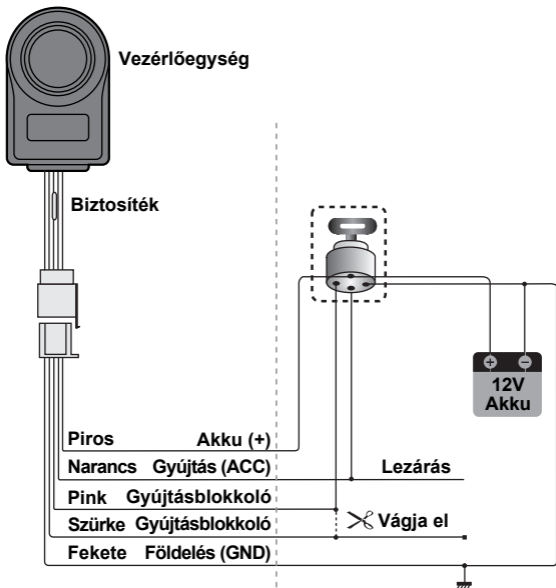 Vezérlőegység
Biztosíték
+ −
12V
Akku
Piros Akku (+)
Narancs Gyújtás (ACC) Lezárás
Pink Gyújtásblokkoló
Szürke Gyújtásblokkoló Vágja el
Fekete Földelés (GND)